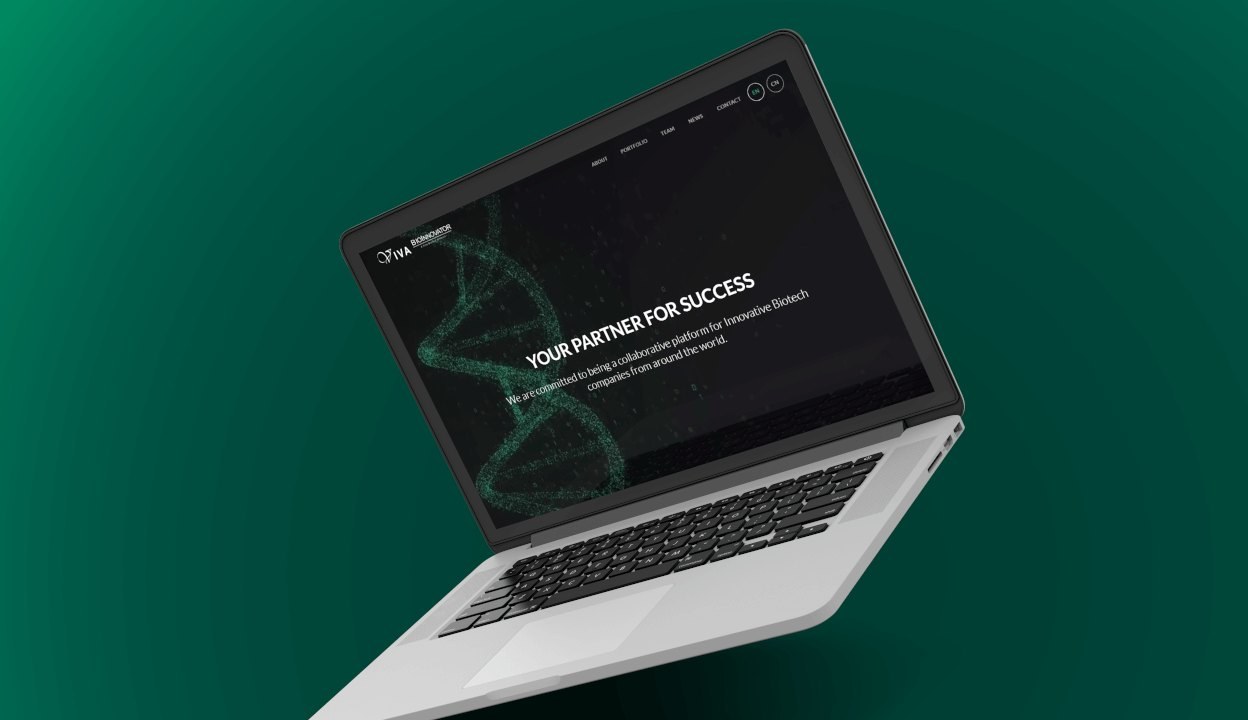 ABOUT
PORTFOLIO
TEAM
NEWS
CONTACT
EN
CN
VIVA BIOINNOVATOR
YOUR PARTNER FOR SUCCESS
We are committed to being a collaborative platform for Innovative Biotech
companies from around the world.